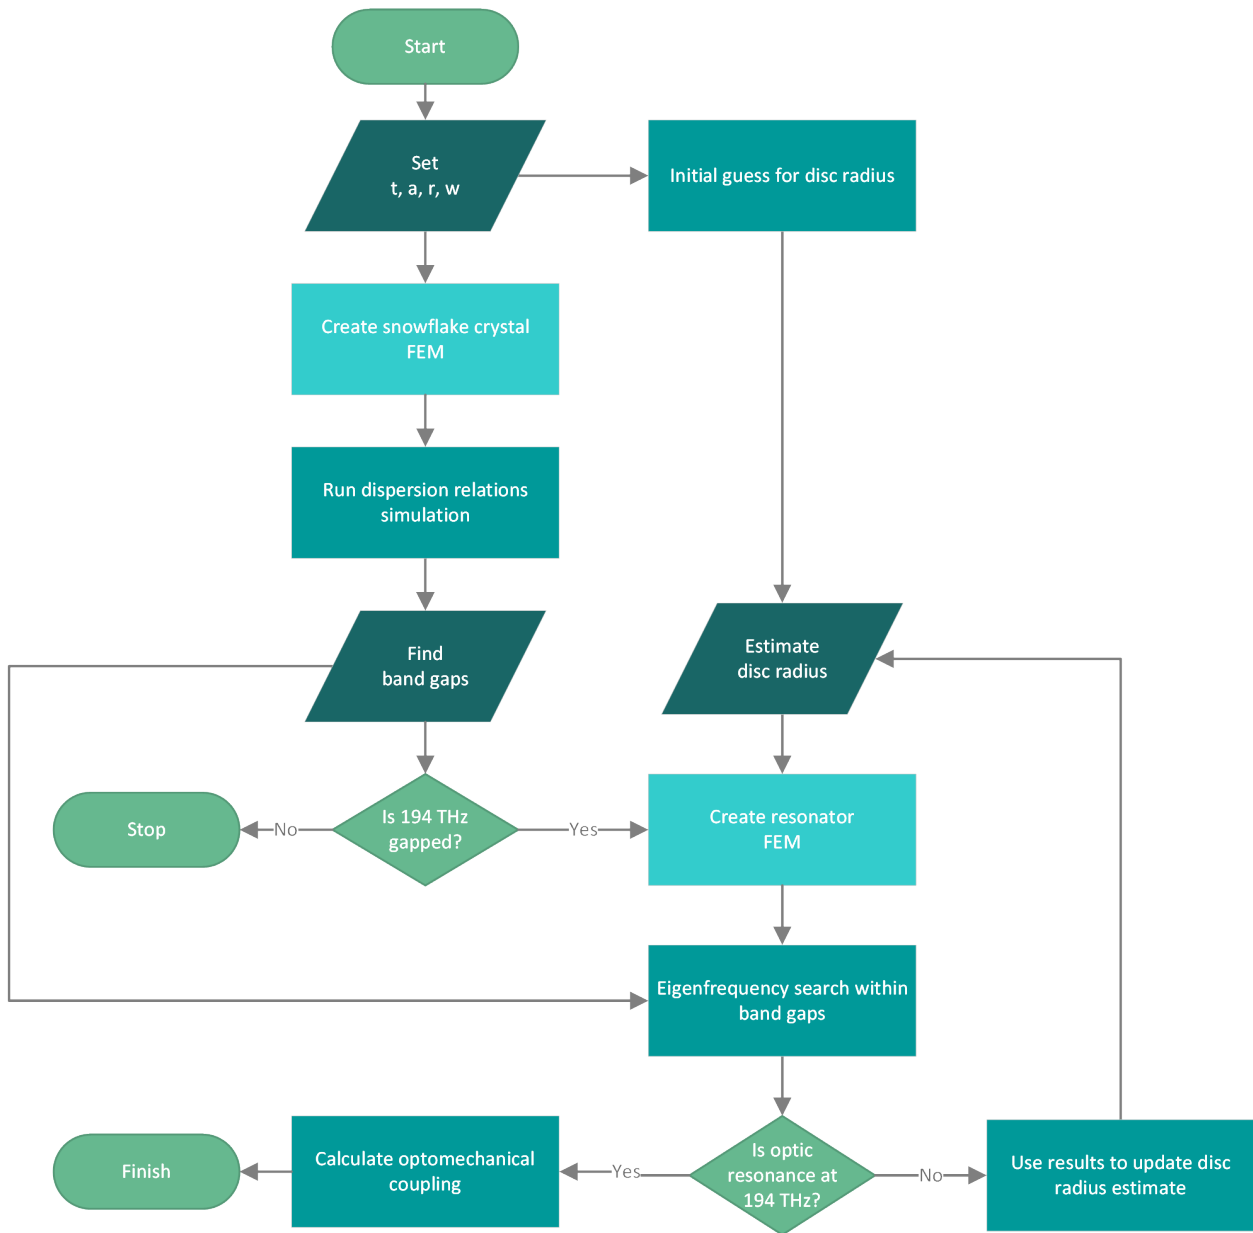 Start
Set
t, a, r, w
Initial guess for disc radius
Create snowflake crystal
FEM
Run dispersion relations
simulation
Find
band gaps
Estimate
disc radius
Stop
No
Is 194 THz
gapped?
Yes
Create resonator
FEM
Eigenfrequency search within
band gaps
Finish
Calculate optomechanical
coupling
Yes
Is optic
resonance at
194 THz?
No
Use results to update disc
radius estimate